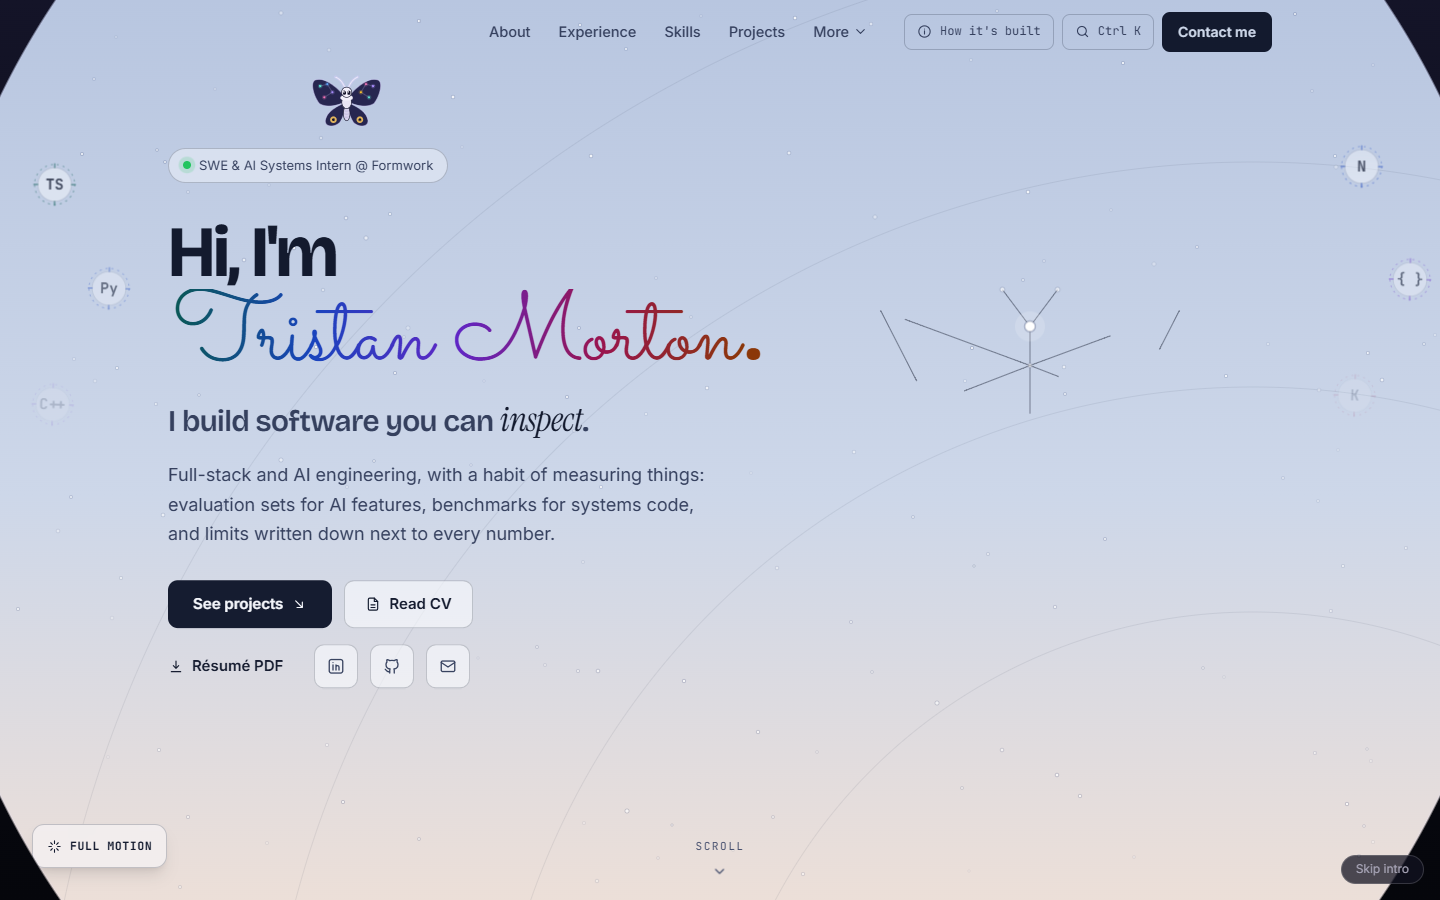 About Experience Skills Projects More How it's built Ctrl K Contact me
SWE & AI Systems Intern @ Formwork
TS
N
Hi, I'm
Py
{ }
Tristan Morton.
C++
K
I build software you can inspect.
Full-stack and AI engineering, with a habit of measuring things:
evaluation sets for AI features, benchmarks for systems code,
and limits written down next to every number.
See projects Read CV
Résumé PDF in
FULL MOTION
SCROLL
Skip intro